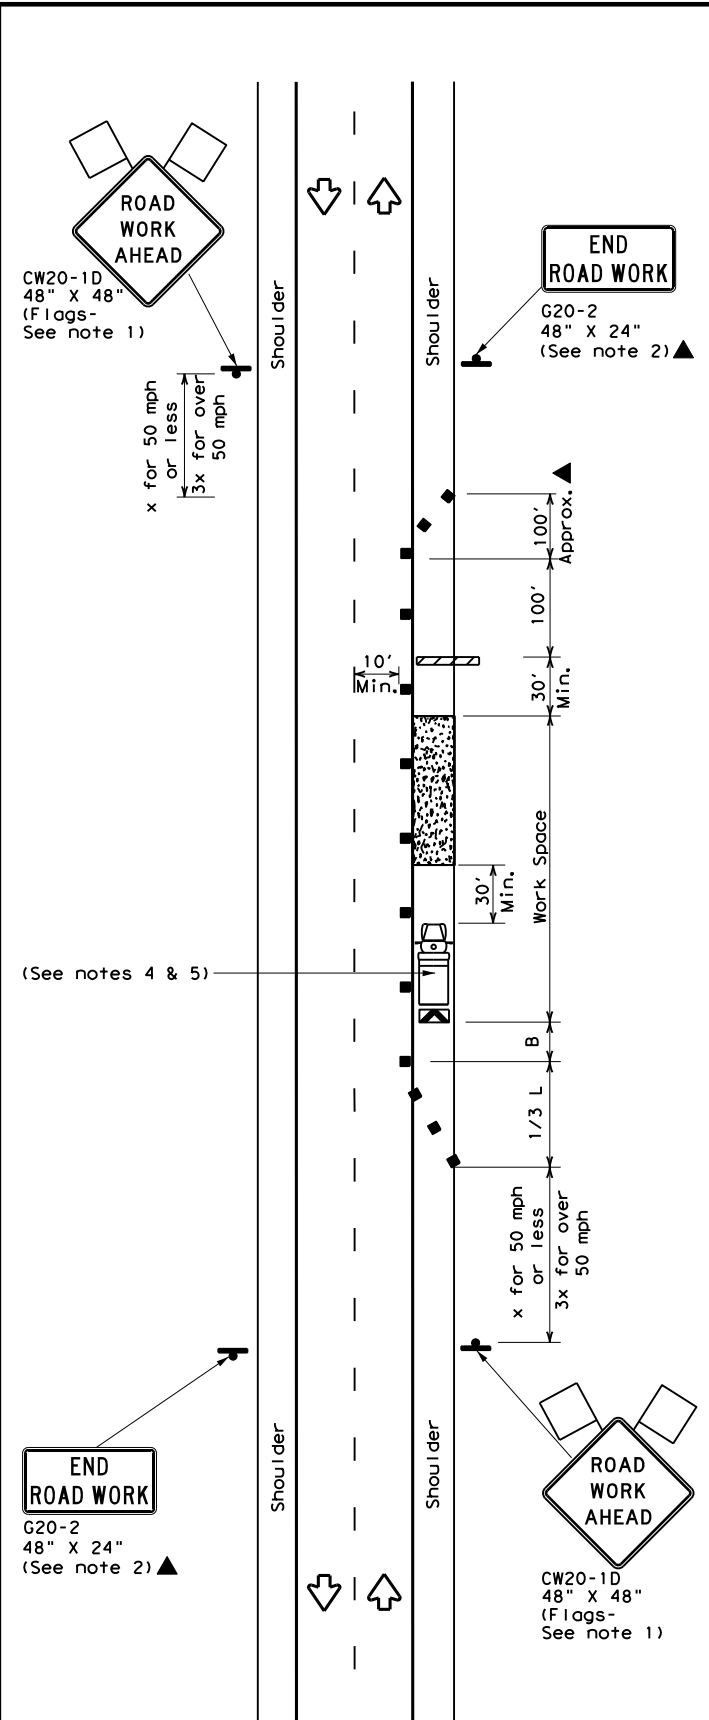 ROAD
WORK
AHEAD
CW20-1D
48" X 48"
(Flags-
See note 1)
END
ROAD WORK
G20-2
48" X 24"
(See note 2)
Shoulder
Shoulder
x for 50 mph
or less
3x for over
50 mph
100'
Approx.
100'
10'
Min.
30'
Min.
Work Space
30'
Min.
(See notes 4 & 5)
B
1/3 L
x for 50 mph
or less
3x for over
50 mph
Shoulder
Shoulder
END
ROAD WORK
G20-2
48" X 24"
(See note 2)
ROAD
WORK
AHEAD
CW20-1D
48" X 48"
(Flags-
See note 1)